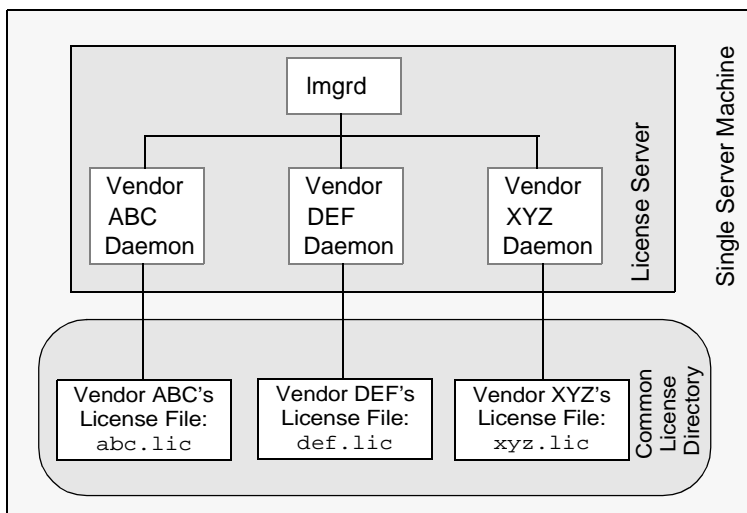 lmgrd
Vendor
ABC
Daemon
Vendor
DEF
Daemon
Vendor
XYZ
Daemon
License Server
Single Server Machine
Vendor ABC's
License File:
abc.lic
Vendor DEF's
License File:
def.lic
Vendor XYZ's
License File:
xyz.lic
Common
License
Directory